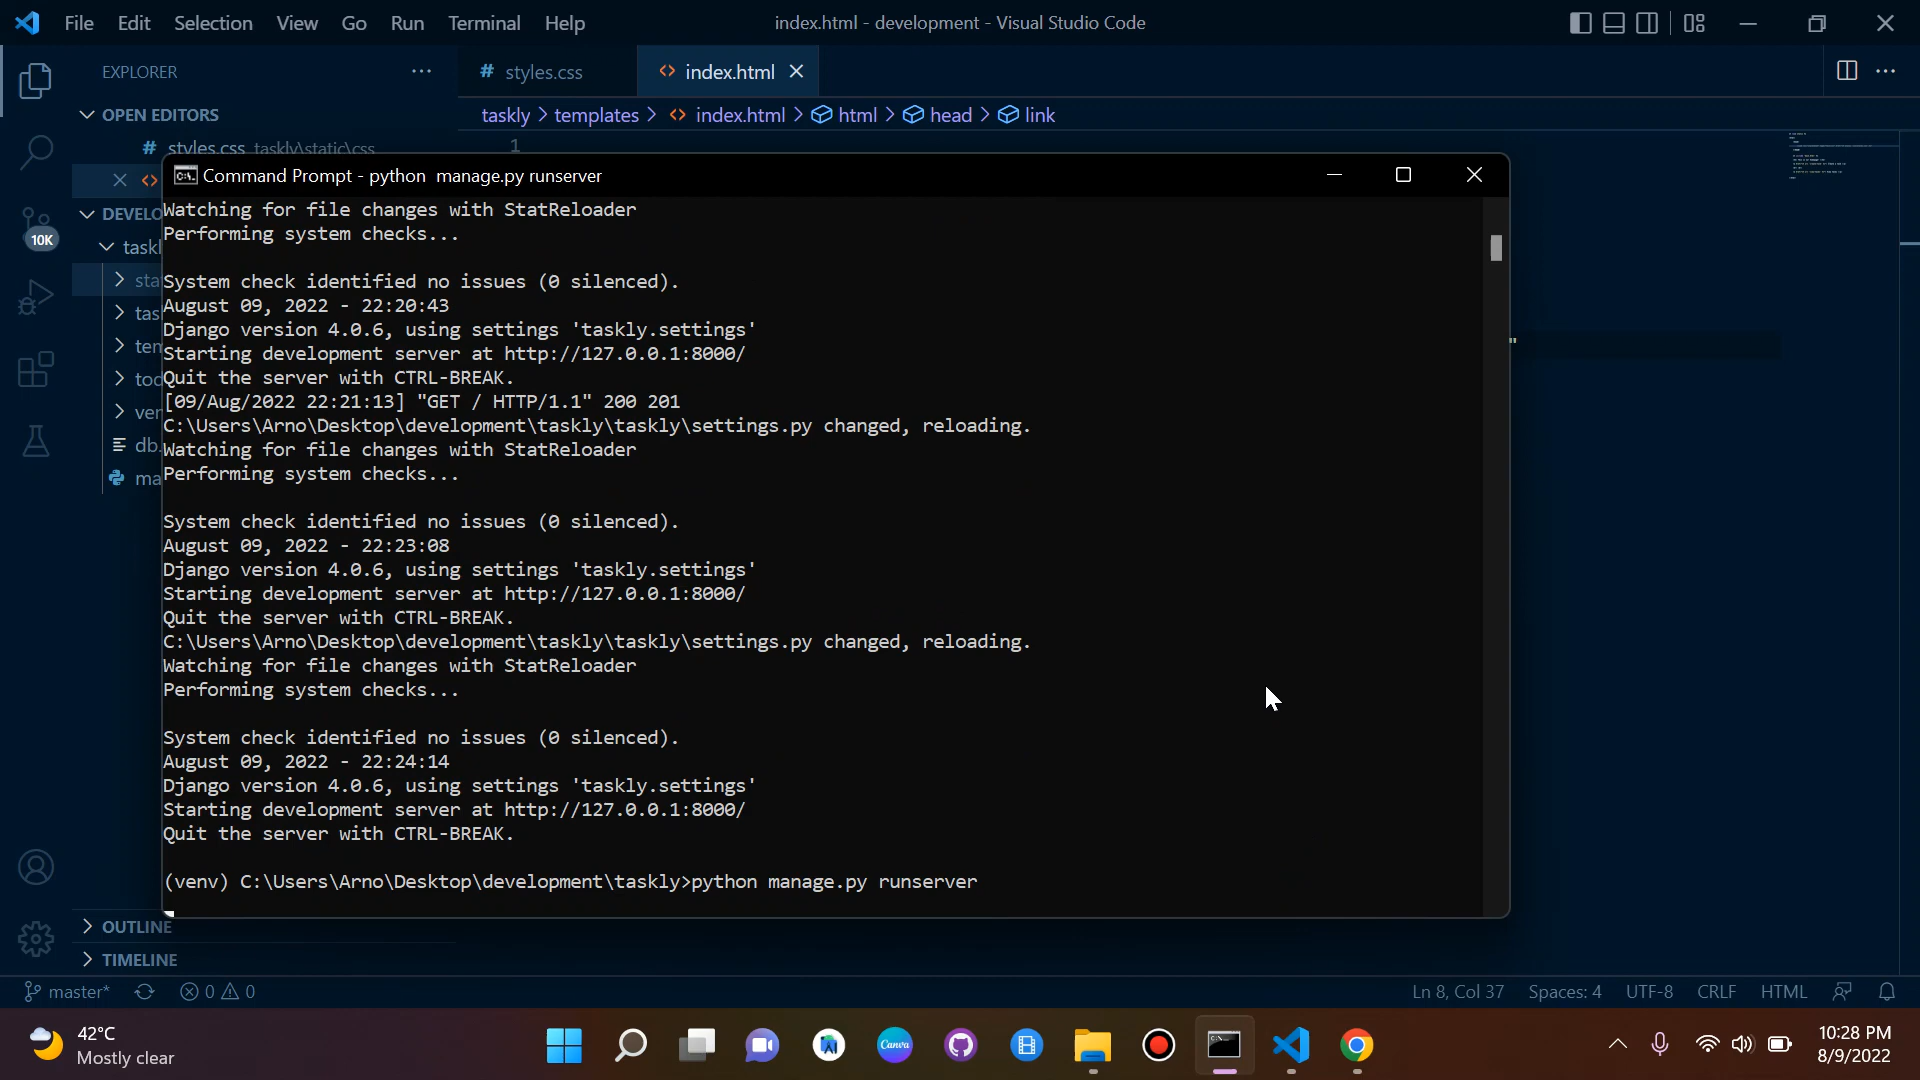 File Edit Selection View Go Run Terminal Help
index.html - development - Visual Studio Code
EXPLORER
# styles.css
<> index.html
OPEN EDITORS
taskly > templates > <> index.html > html > head > link
# styles.css taskly\static\css
1
Command Prompt - python  manage.py runserver
DEVELO
10K
taskl
sta
tas
tem
tod
ver
db.
ma
Watching for file changes with StatReloader
Performing system checks...
System check identified no issues (0 silenced).
August 09, 2022 - 22:20:43
Django version 4.0.6, using settings 'taskly.settings'
Starting development server at http://127.0.0.1:8000/
Quit the server with CTRL-BREAK.
[09/Aug/2022 22:21:13] "GET / HTTP/1.1" 200 201
C:\Users\Arno\Desktop\development\taskly\taskly\settings.py changed, reloading.
Watching for file changes with StatReloader
Performing system checks...
System check identified no issues (0 silenced).
August 09, 2022 - 22:23:08
Django version 4.0.6, using settings 'taskly.settings'
Starting development server at http://127.0.0.1:8000/
Quit the server with CTRL-BREAK.
C:\Users\Arno\Desktop\development\taskly\taskly\settings.py changed, reloading.
Watching for file changes with StatReloader
Performing system checks...
System check identified no issues (0 silenced).
August 09, 2022 - 22:24:14
Django version 4.0.6, using settings 'taskly.settings'
Starting development server at http://127.0.0.1:8000/
Quit the server with CTRL-BREAK.
(venv) C:\Users\Arno\Desktop\development\taskly>python manage.py runserver
"
OUTLINE
TIMELINE
master* 0 0
Ln 8, Col 37 Spaces: 4 UTF-8 CRLF HTML
42°C
Mostly clear
Canva
10:28 PM
8/9/2022